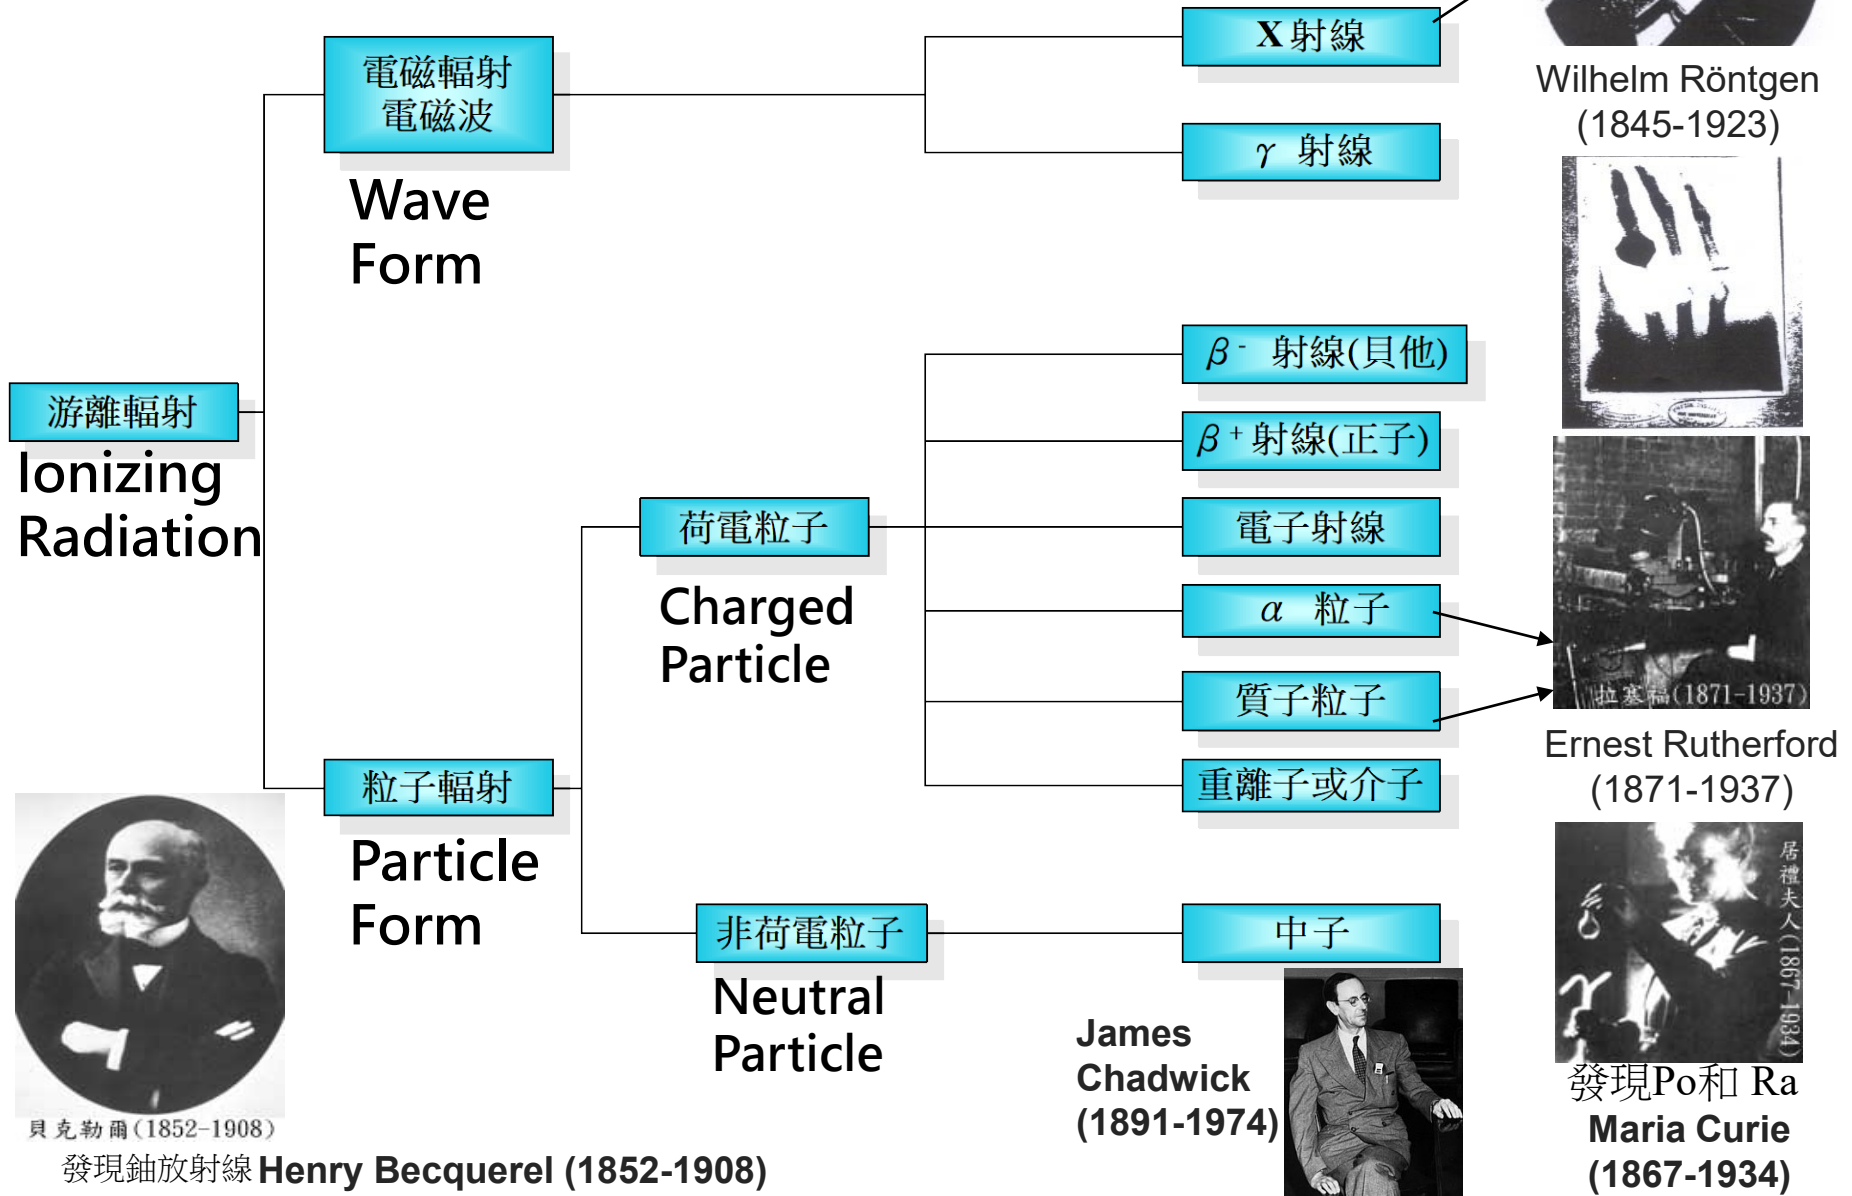 X射線
Wilhelm Röntgen
(1845-1923)
電磁輻射
電磁波
Wave
Form
γ 射線
β- 射線(貝他)
β+射線(正子)
游離輻射
Ionizing
Radiation
荷電粒子
Charged
Particle
電子射線
α 粒子
質子粒子
拉塞福(1871-1937)
Ernest Rutherford
(1871-1937)
重離子或介子
粒子輻射
Particle
Form
非荷電粒子
Neutral
Particle
中子
James
Chadwick
(1891-1974)
居禮夫人(1867-1934)
發現Po和 Ra
Maria Curie
(1867-1934)
貝克勒爾(1852-1908)
發現鈾放射線 Henry Becquerel (1852-1908)